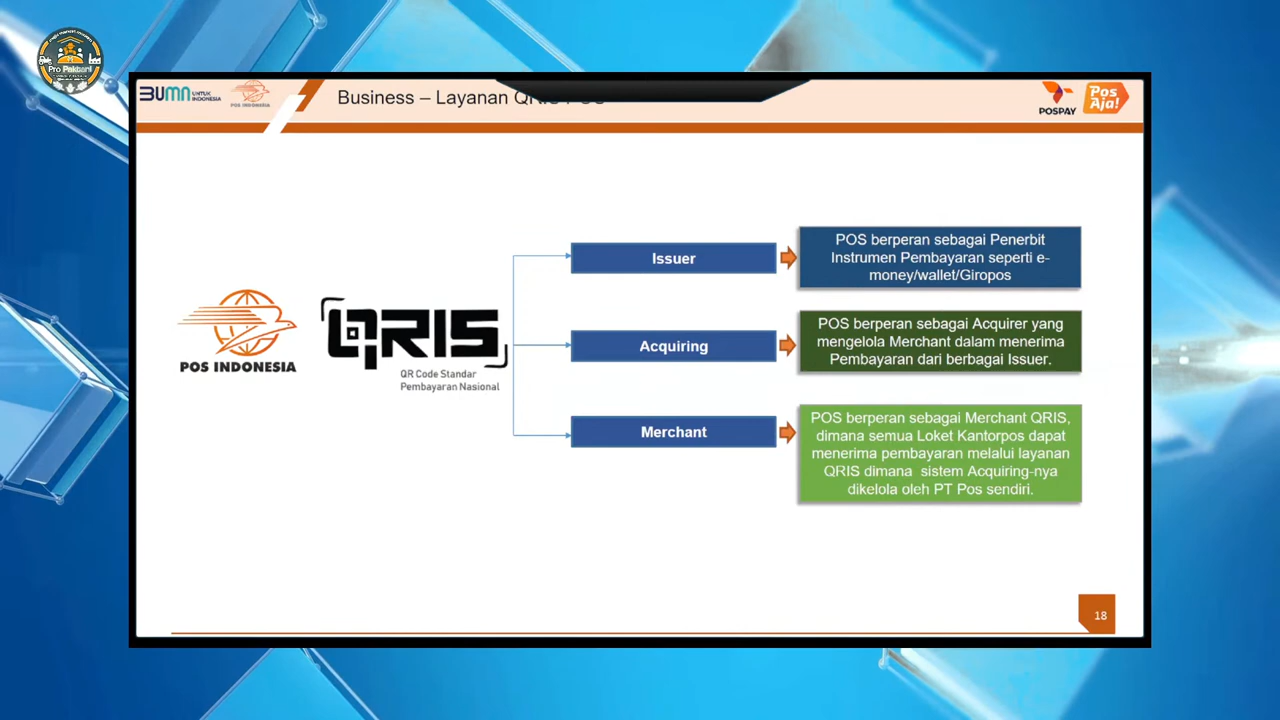 Pro Pekbani
BUMN UNTUK INDONESIA
POS INDONESIA
Business – Layanan QRIS POS
POSPAY
Pos Aja!
POS INDONESIA
QRIS
QR Code Standar
Pembayaran Nasional
Issuer
POS berperan sebagai Penerbit
Instrumen Pembayaran seperti e-
money/wallet/Giropos
Acquiring
POS berperan sebagai Acquirer yang
mengelola Merchant dalam menerima
Pembayaran dari berbagai Issuer.
Merchant
POS berperan sebagai Merchant QRIS,
dimana semua Loket Kantorpos dapat
menerima pembayaran melalui layanan
QRIS dimana sistem Acquiring-nya
dikelola oleh PT Pos sendiri.
18